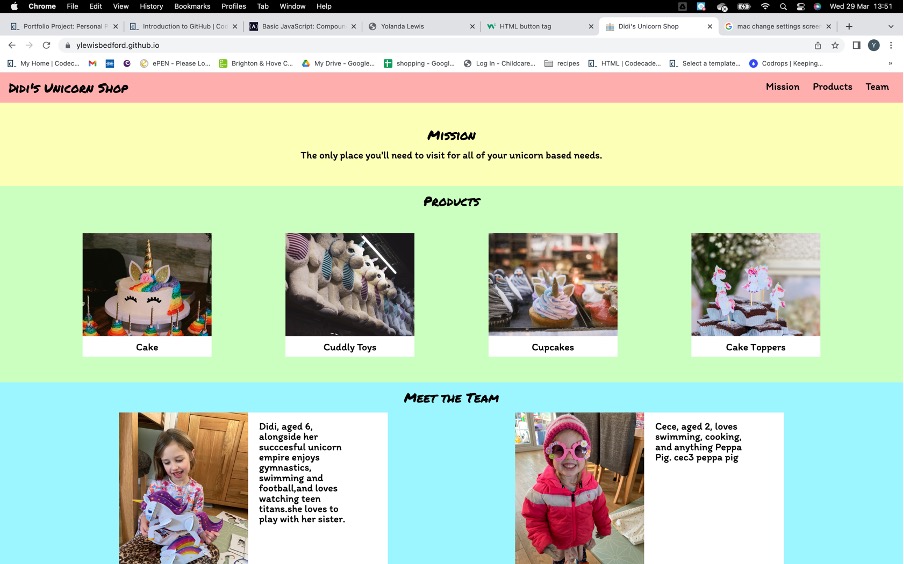 Chrome File Edit View History Bookmarks Profiles Tab Window Help Wed 29 Mar 13:51
Portfolio Project: Personal P Introduction to GitHub | Co Basic JavaScript: Compoun Yolanda Lewis HTML button tag Didi's Unicorn Shop mac change settings screen
ylewisbedford.github.io Y
My Home | Codec... ePEN - Please Lo... Brighton & Hove C... My Drive - Google... shopping - Googl... Log In - Childcare... recipes HTML | Codecade... Select a template... Codrops | Keeping...
Didi's Unicorn Shop Mission Products Team
Mission
The only place you'll need to visit for all of your unicorn based needs.
Products
Cake Cuddly Toys Cupcakes Cake Toppers
Meet the Team
Didi, aged 6,
alongside her
succcesful unicorn
empire enjoys
gymnastics,
swimming and
football,and loves
watching teen
titans.she loves to
play with her sister.
Cece, aged 2, loves
swimming, cooking,
and anything Peppa
Pig. cec3 peppa pig